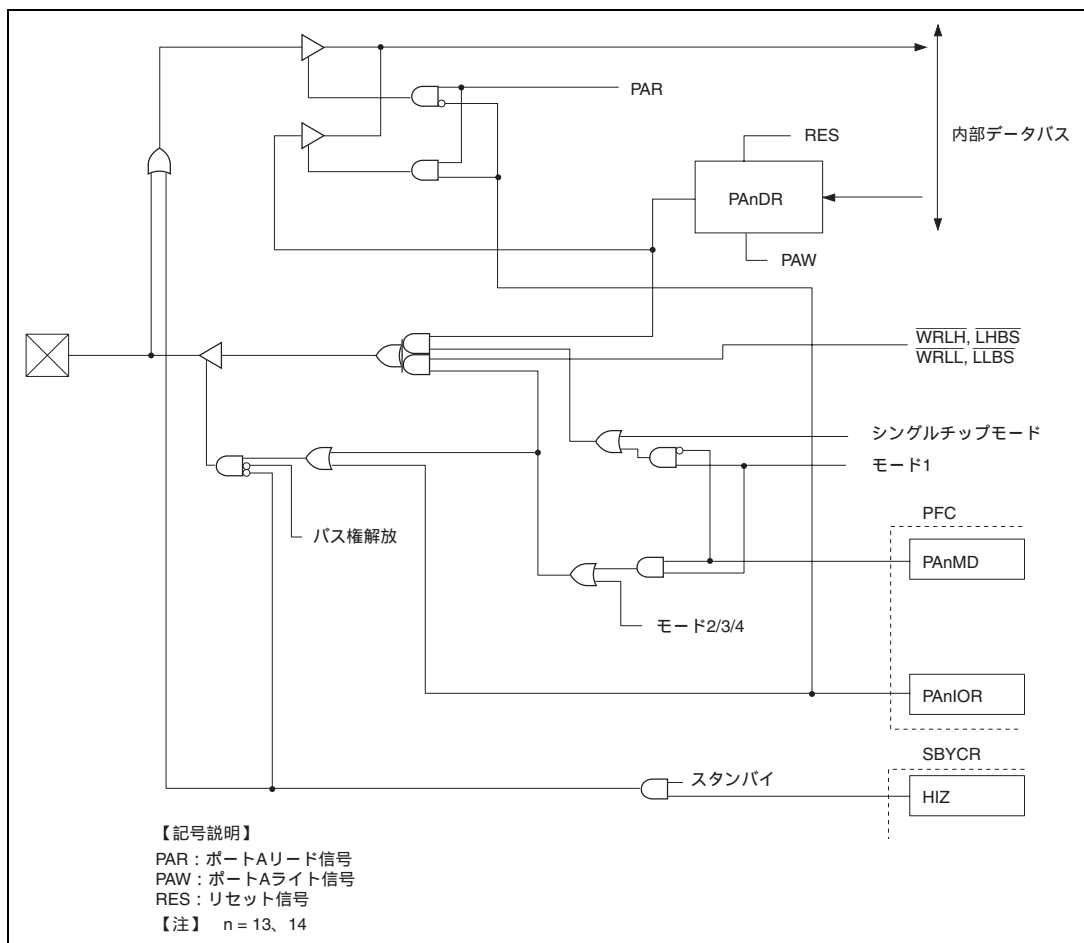 PAR
RES
内部データバス
PAnDR
PAW
WRLH, LHBS
WRLL, LLBS
シングルチップモード
モード1
PFC
バス権解放
PAnMD
モード2/3/4
PAnIOR
SBYCR
スタンバイ
HIZ
【記号説明】
PAR：ポートAリード信号
PAW：ポートAライト信号
RES：リセット信号
【注】 n = 13、14